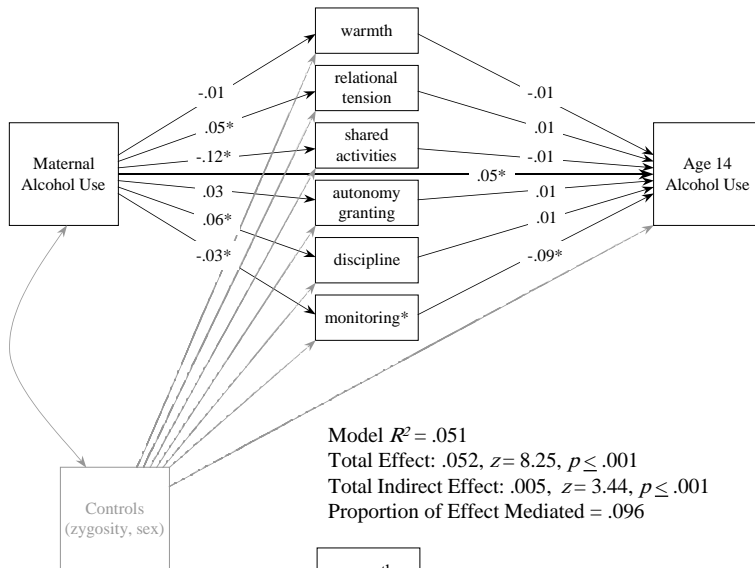 warmth
-.01
-.01
relational
tension
.05*
.01
Maternal
Alcohol Use
shared
activities
Age 14
Alcohol Use
-.12*
-.01
.05*
.03
autonomy
granting
.01
.06*
discipline
.01
-.03*
-.09*
monitoring*
Model R² = .051
Total Effect: .052, z = 8.25, p ≤ .001
Total Indirect Effect: .005, z = 3.44, p ≤ .001
Proportion of Effect Mediated = .096
Controls
(zygosity, sex)